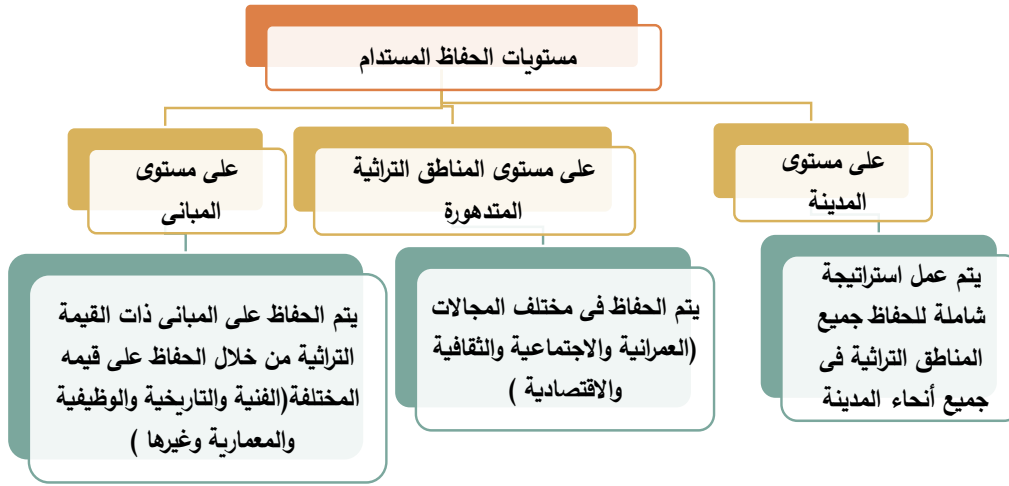 مستويات الحفاظ المستدام
على مستوى
المدينة
على مستوى المناطق التراثية
المتدهورة
على مستوى
المبانى
يتم عمل استراتيجة
شاملة للحفاظ جميع
المناطق التراثية فى
جميع أنحاء المدينة
يتم الحفاظ فى مختلف المجالات
(العمرانية والاجتماعية والثقافية
والاقتصادية )
يتم الحفاظ على المبانى ذات القيمة
التراثية من خلال الحفاظ على قيمه
المختلفة(الفنية والتاريخية والوظيفية
والمعمارية وغيرها )